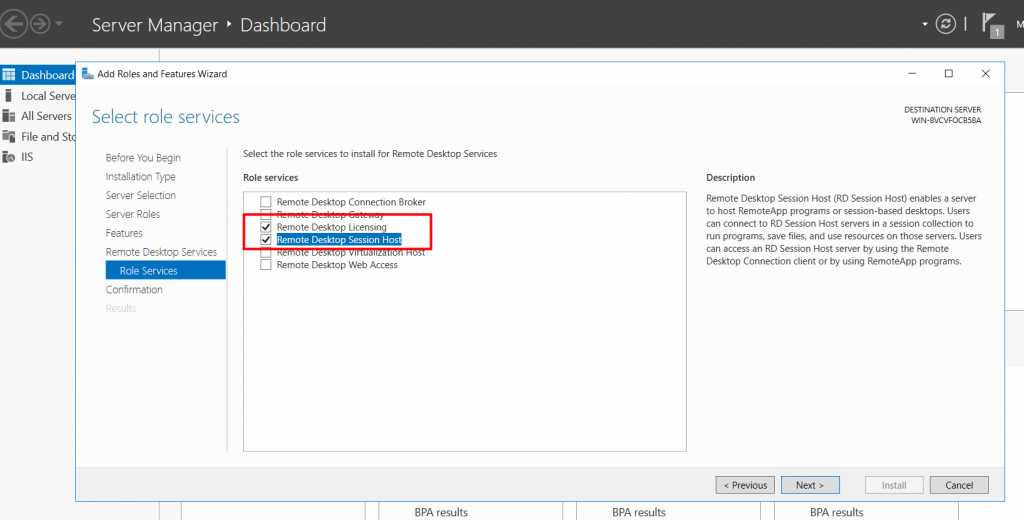 Server Manager ▸ Dashboard
1
M
Dashboard
Local Serve
All Servers
File and Sto
IIS
Add Roles and Features Wizard
Select role services
DESTINATION SERVER
WIN-8VCVFOCB58A
Before You Begin
Installation Type
Server Selection
Server Roles
Features
Remote Desktop Services
Role Services
Confirmation
Results
Select the role services to install for Remote Desktop Services
Role services
Remote Desktop Connection Broker
Remote Desktop Gateway
Remote Desktop Licensing
Remote Desktop Session Host
Remote Desktop Virtualization Host
Remote Desktop Web Access
Description
Remote Desktop Session Host (RD Session Host) enables a server
to host RemoteApp programs or session-based desktops. Users
can connect to RD Session Host servers in a session collection to
run programs, save files, and use resources on those servers. Users
can access an RD Session Host server by using the Remote
Desktop Connection client or by using RemoteApp programs.
< Previous
Next >
Install
Cancel
BPA results
BPA results
BPA results